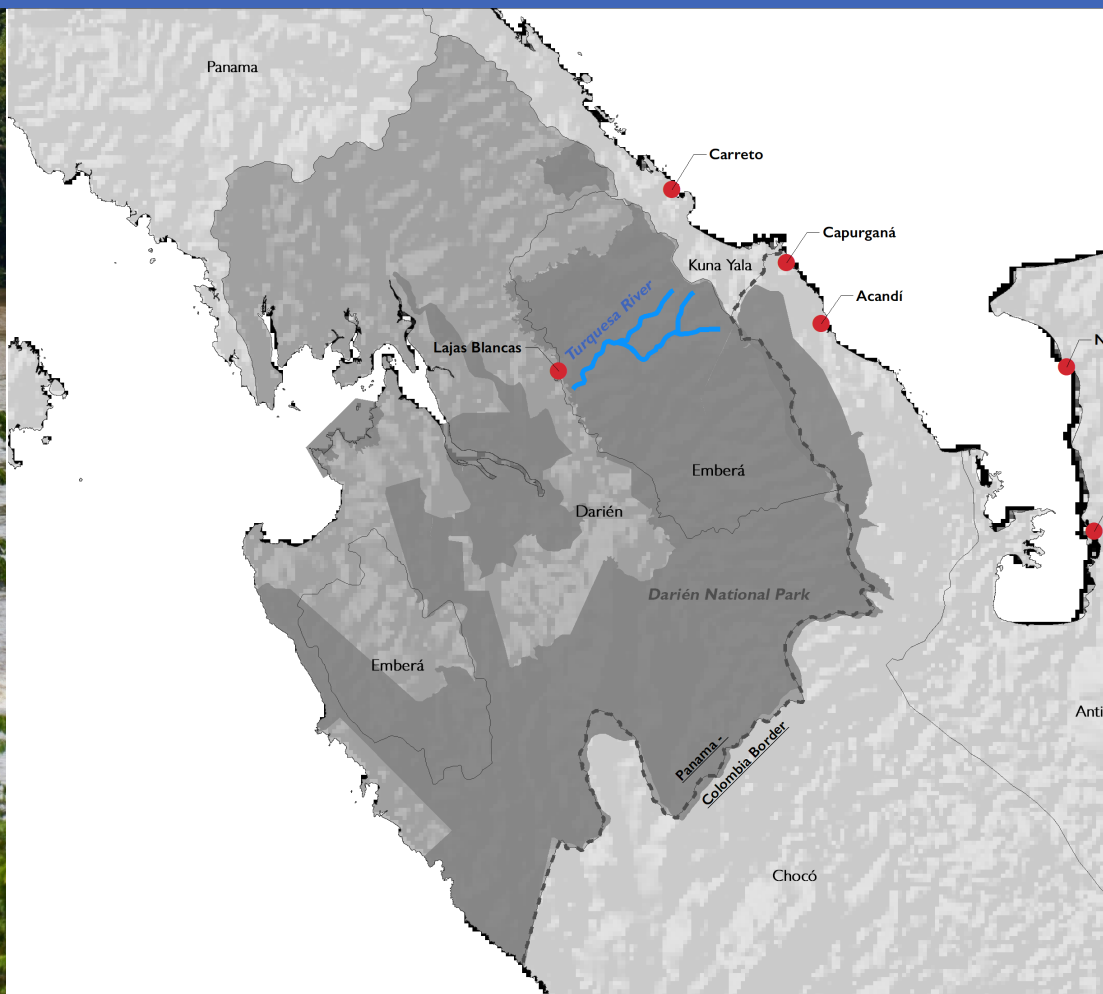 Panama
Carreto
Capurganá
Kuna Yala
Acandí
Turquesa River
Lajas Blancas
N
Emberá
Darién
Darién National Park
Emberá
Anti
Panama -
Colombia Border
Chocó